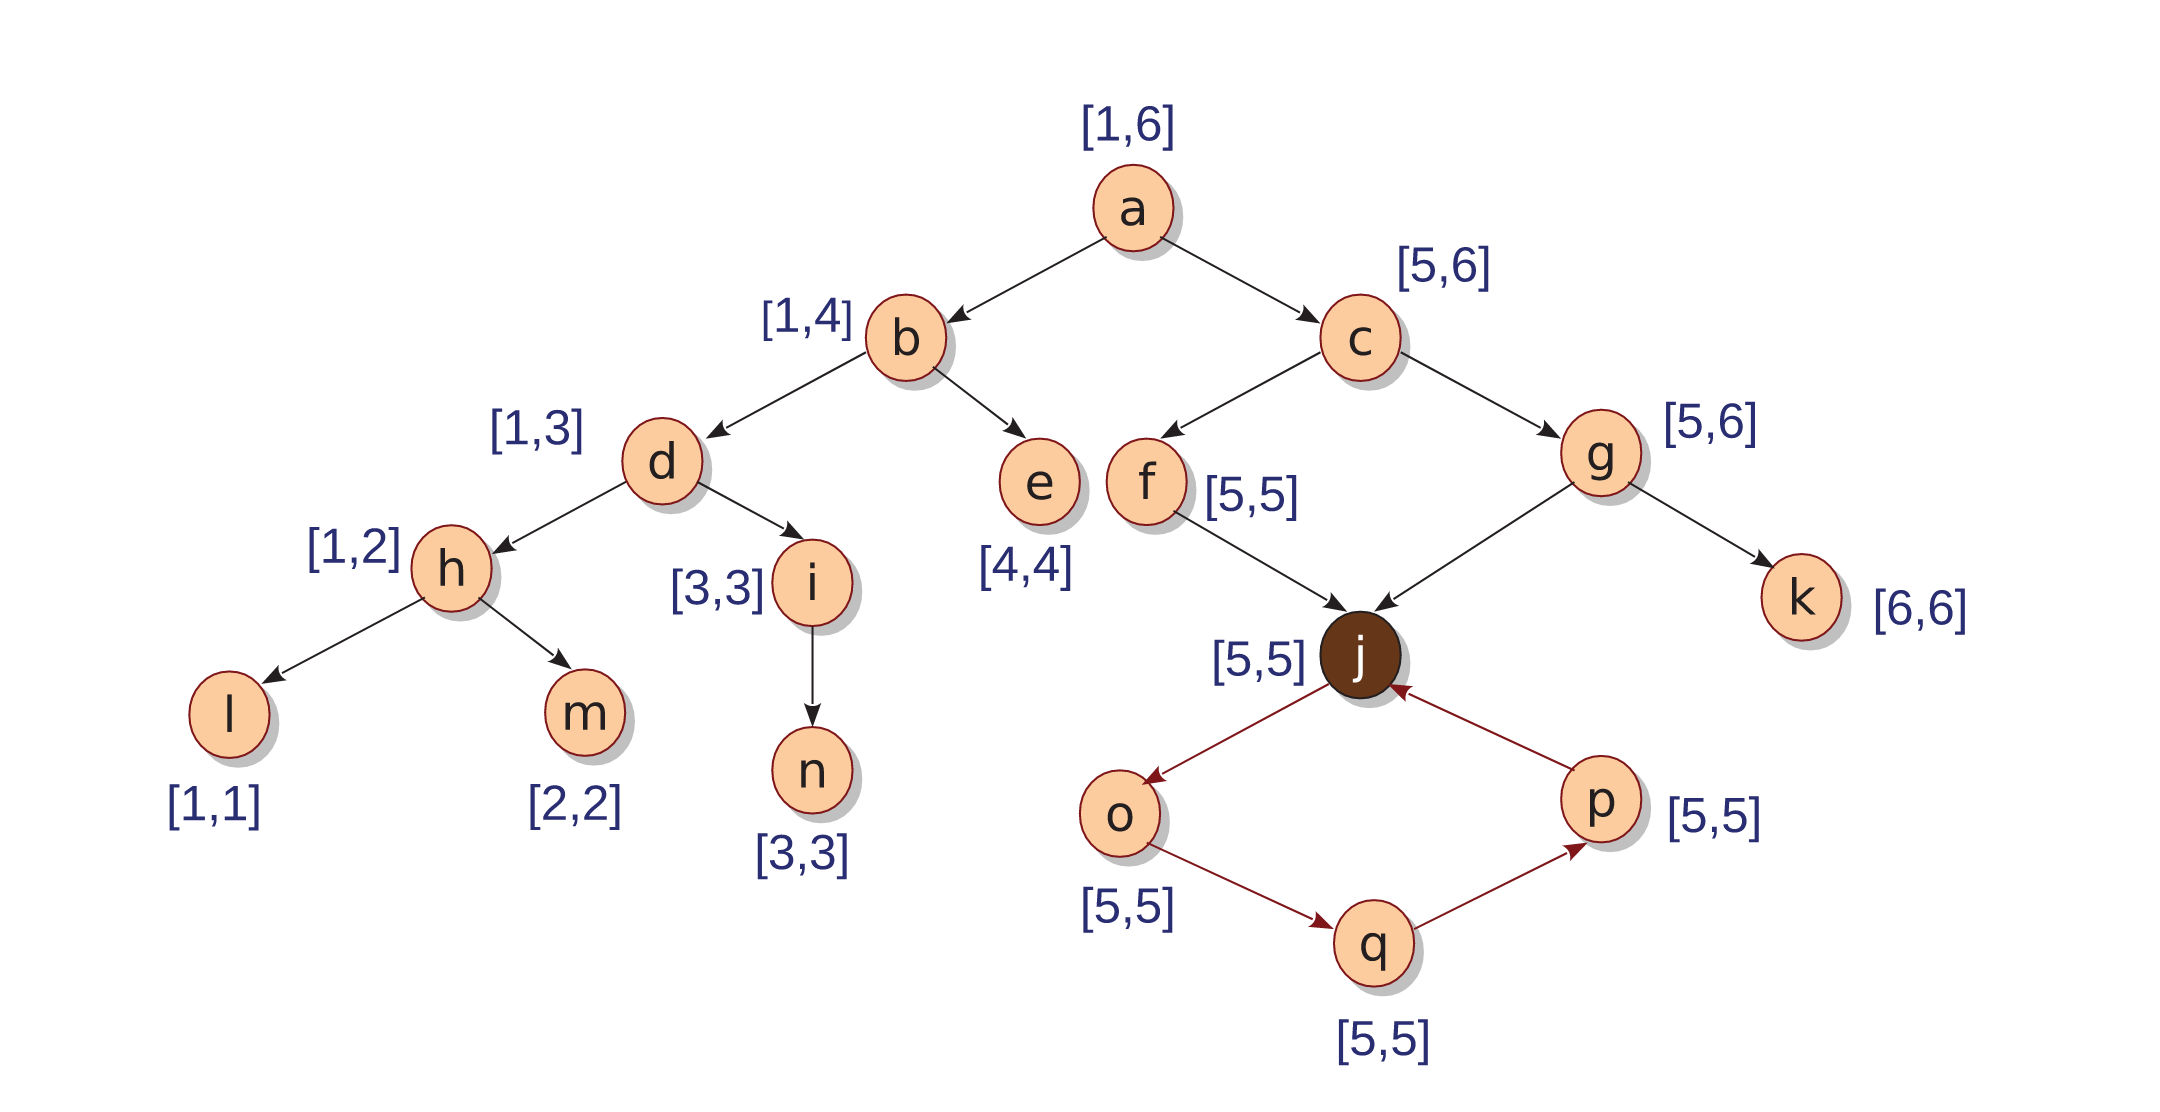 [1,6]
a
[5,6]
[1,4]
b
c
[1,3]
[5,6]
d
g
e
f
[5,5]
[1,2]
h
[4,4]
i
[3,3]
k
[6,6]
[5,5]
j
l
m
n
[1,1]
[2,2]
o
p
[5,5]
[3,3]
[5,5]
q
[5,5]